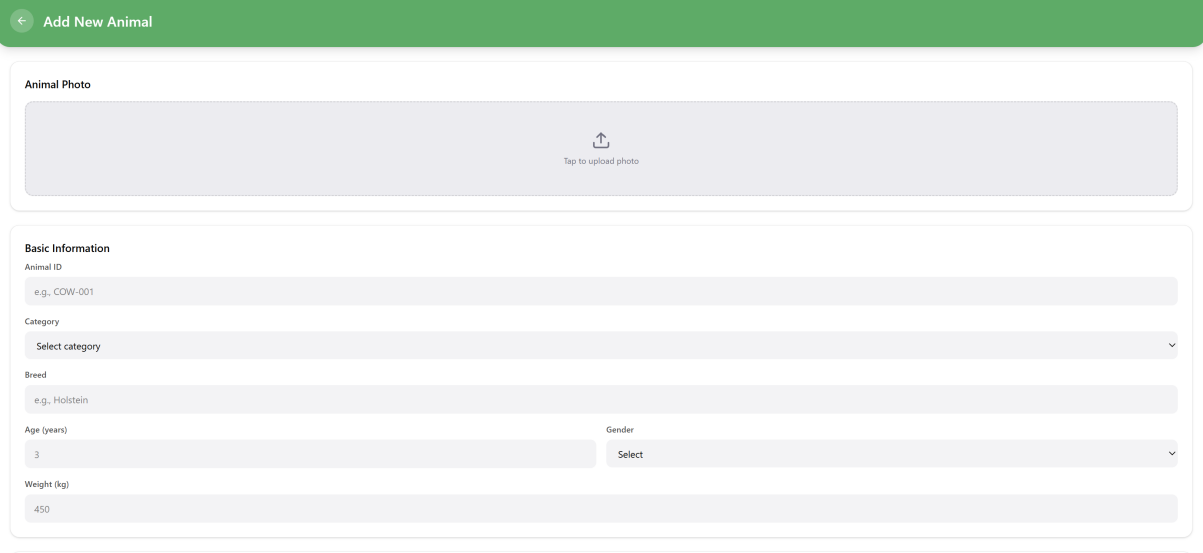 Add New Animal
Animal Photo
Tap to upload photo
Basic Information
Animal ID
e.g., COW-001
Category
Select category
Breed
e.g., Holstein
Age (years)
Gender
3
Select
Weight (kg)
450